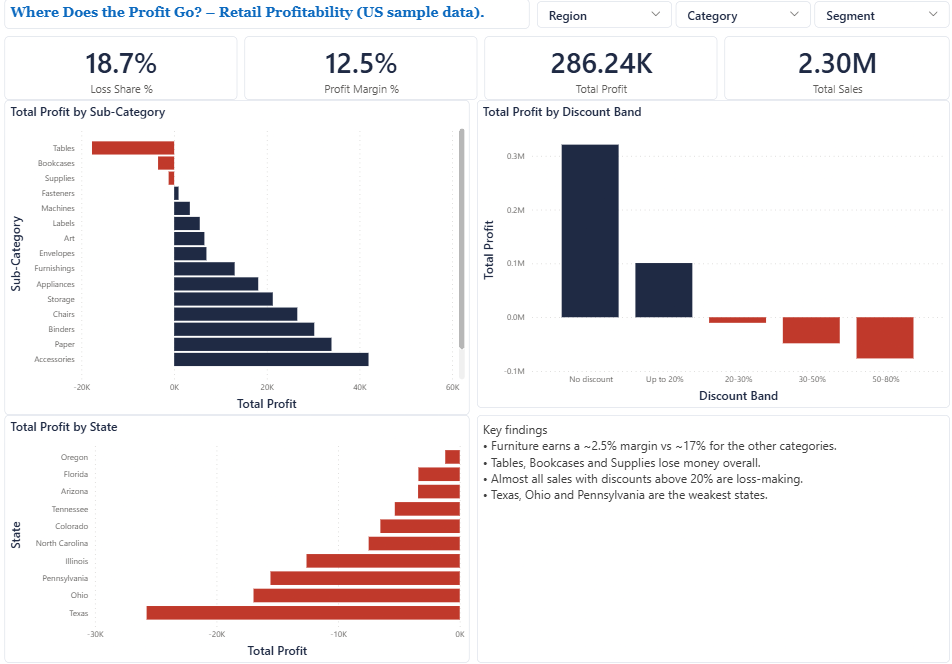 Where Does the Profit Go? – Retail Profitability (US sample data).
Region
Category
Segment
18.7%
Loss Share %
12.5%
Profit Margin %
286.24K
Total Profit
2.30M
Total Sales
Total Profit by Sub-Category
Sub-Category
Tables
Bookcases
Supplies
Fasteners
Machines
Labels
Art
Envelopes
Furnishings
Appliances
Storage
Chairs
Binders
Paper
Accessories
-20K 0K 20K 40K 60K
Total Profit
Total Profit by Discount Band
Total Profit
0.3M
0.2M
0.1M
0.0M
-0.1M
No discount Up to 20% 20-30% 30-50% 50-80%
Discount Band
Total Profit by State
State
Oregon
Florida
Arizona
Tennessee
Colorado
North Carolina
Illinois
Pennsylvania
Ohio
Texas
-30K -20K -10K 0K
Total Profit
Key findings
• Furniture earns a ~2.5% margin vs ~17% for the other categories.
• Tables, Bookcases and Supplies lose money overall.
• Almost all sales with discounts above 20% are loss-making.
• Texas, Ohio and Pennsylvania are the weakest states.